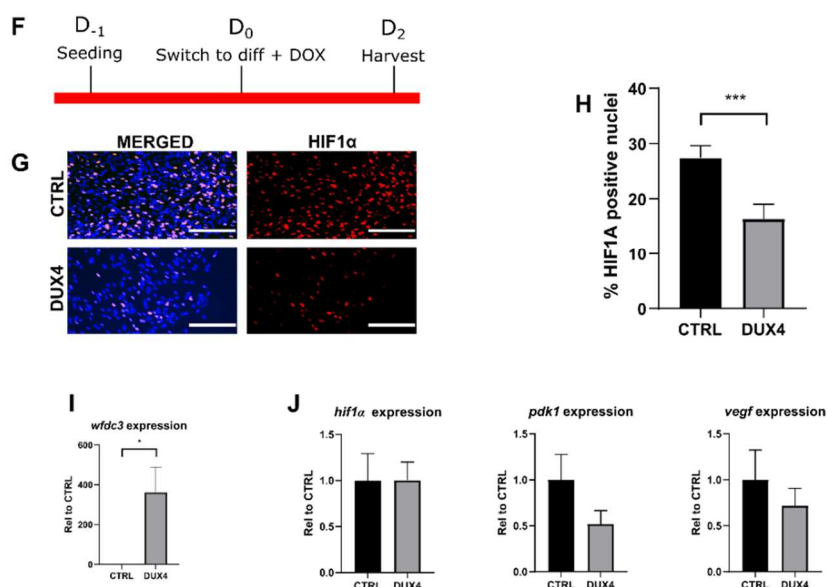 F
D-1 D0 D2
Seeding Switch to diff + DOX Harvest
G
MERGED HIF1α
CTRL
DUX4
H
***
% HIF1A positive nuclei
40
30
20
10
0
CTRL DUX4
I
wfdc3 expression
*
Rel to CTRL
600
400
200
0
CTRL DUX4
J
hif1α expression
Rel to CTRL
1.5
1.0
0.5
0.0
CTRL DUX4
pdk1 expression
Rel to CTRL
1.5
1.0
0.5
0.0
CTRL DUX4
vegf expression
Rel to CTRL
1.5
1.0
0.5
0.0
CTRL DUX4